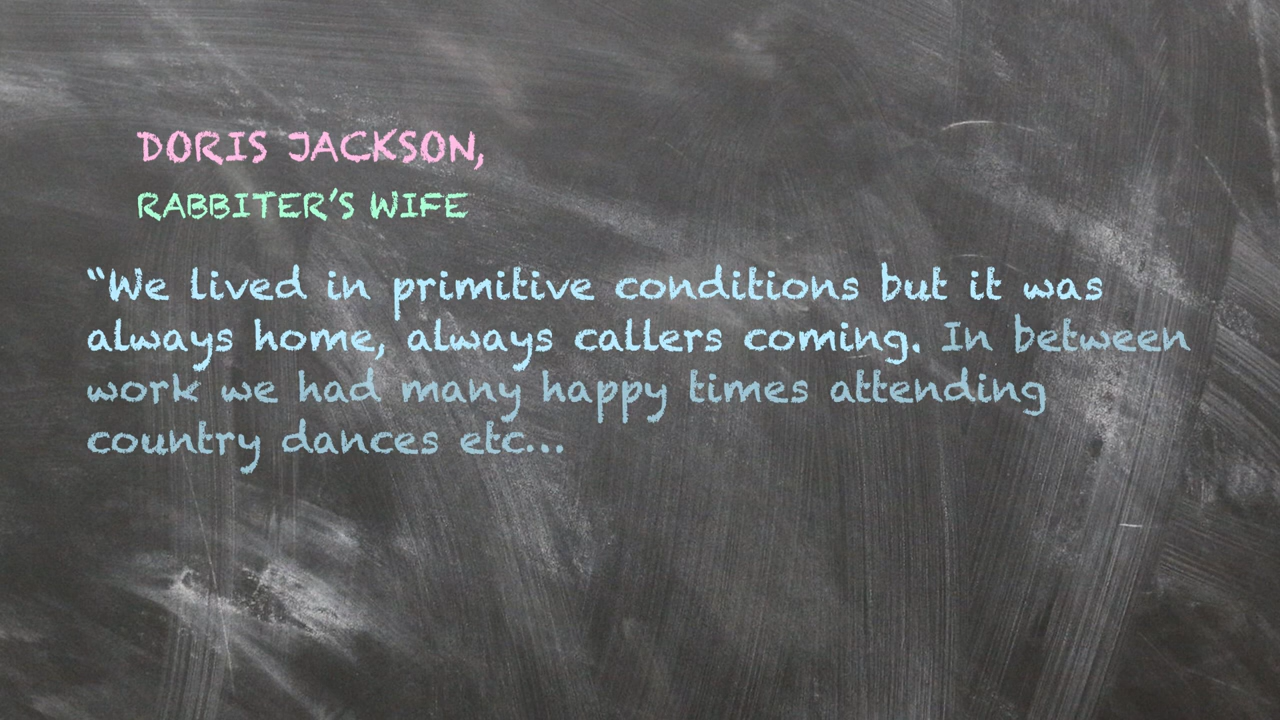 DORIS JACKSON,
RABBITER'S WIFE
“We lived in primitive conditions but it was
always home, always callers coming. In between
work we had many happy times attending
country dances etc...